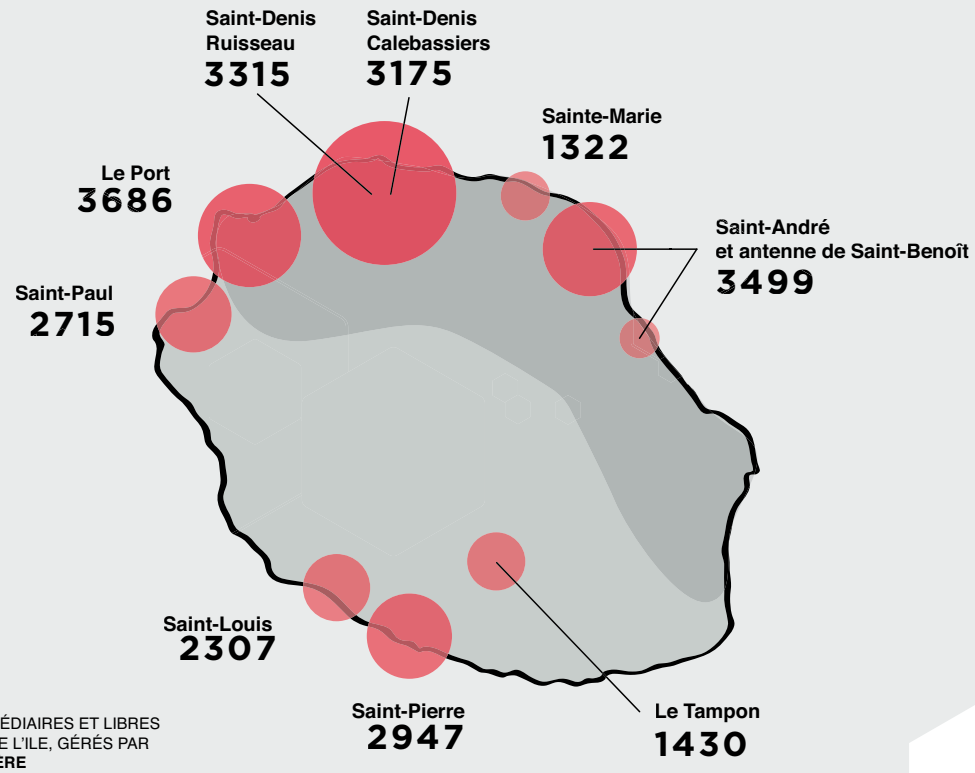 Saint-Denis
Ruisseau
3315
Saint-Denis
Calebassiers
3175
Sainte-Marie
1322
Le Port
3686
Saint-André
et antenne de Saint-Benoît
3499
Saint-Paul
2715
Saint-Louis
2307
Saint-Pierre
2947
Le Tampon
1430
ÉDIAIRES ET LIBRES
E L'ILE, GÉRÉS PAR
ÈRE